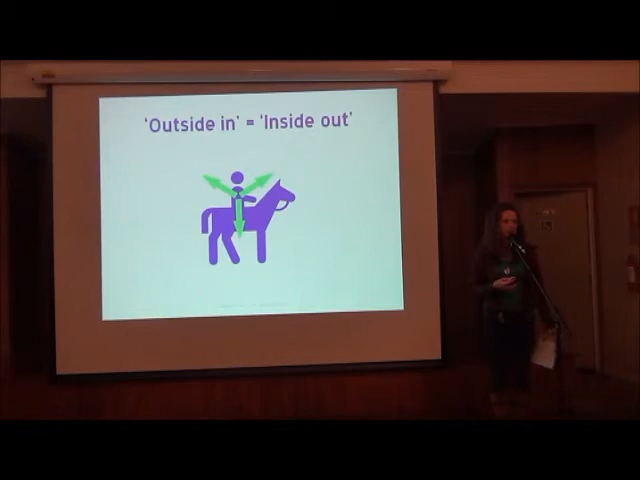 ‘Outside in’ = ‘Inside out’